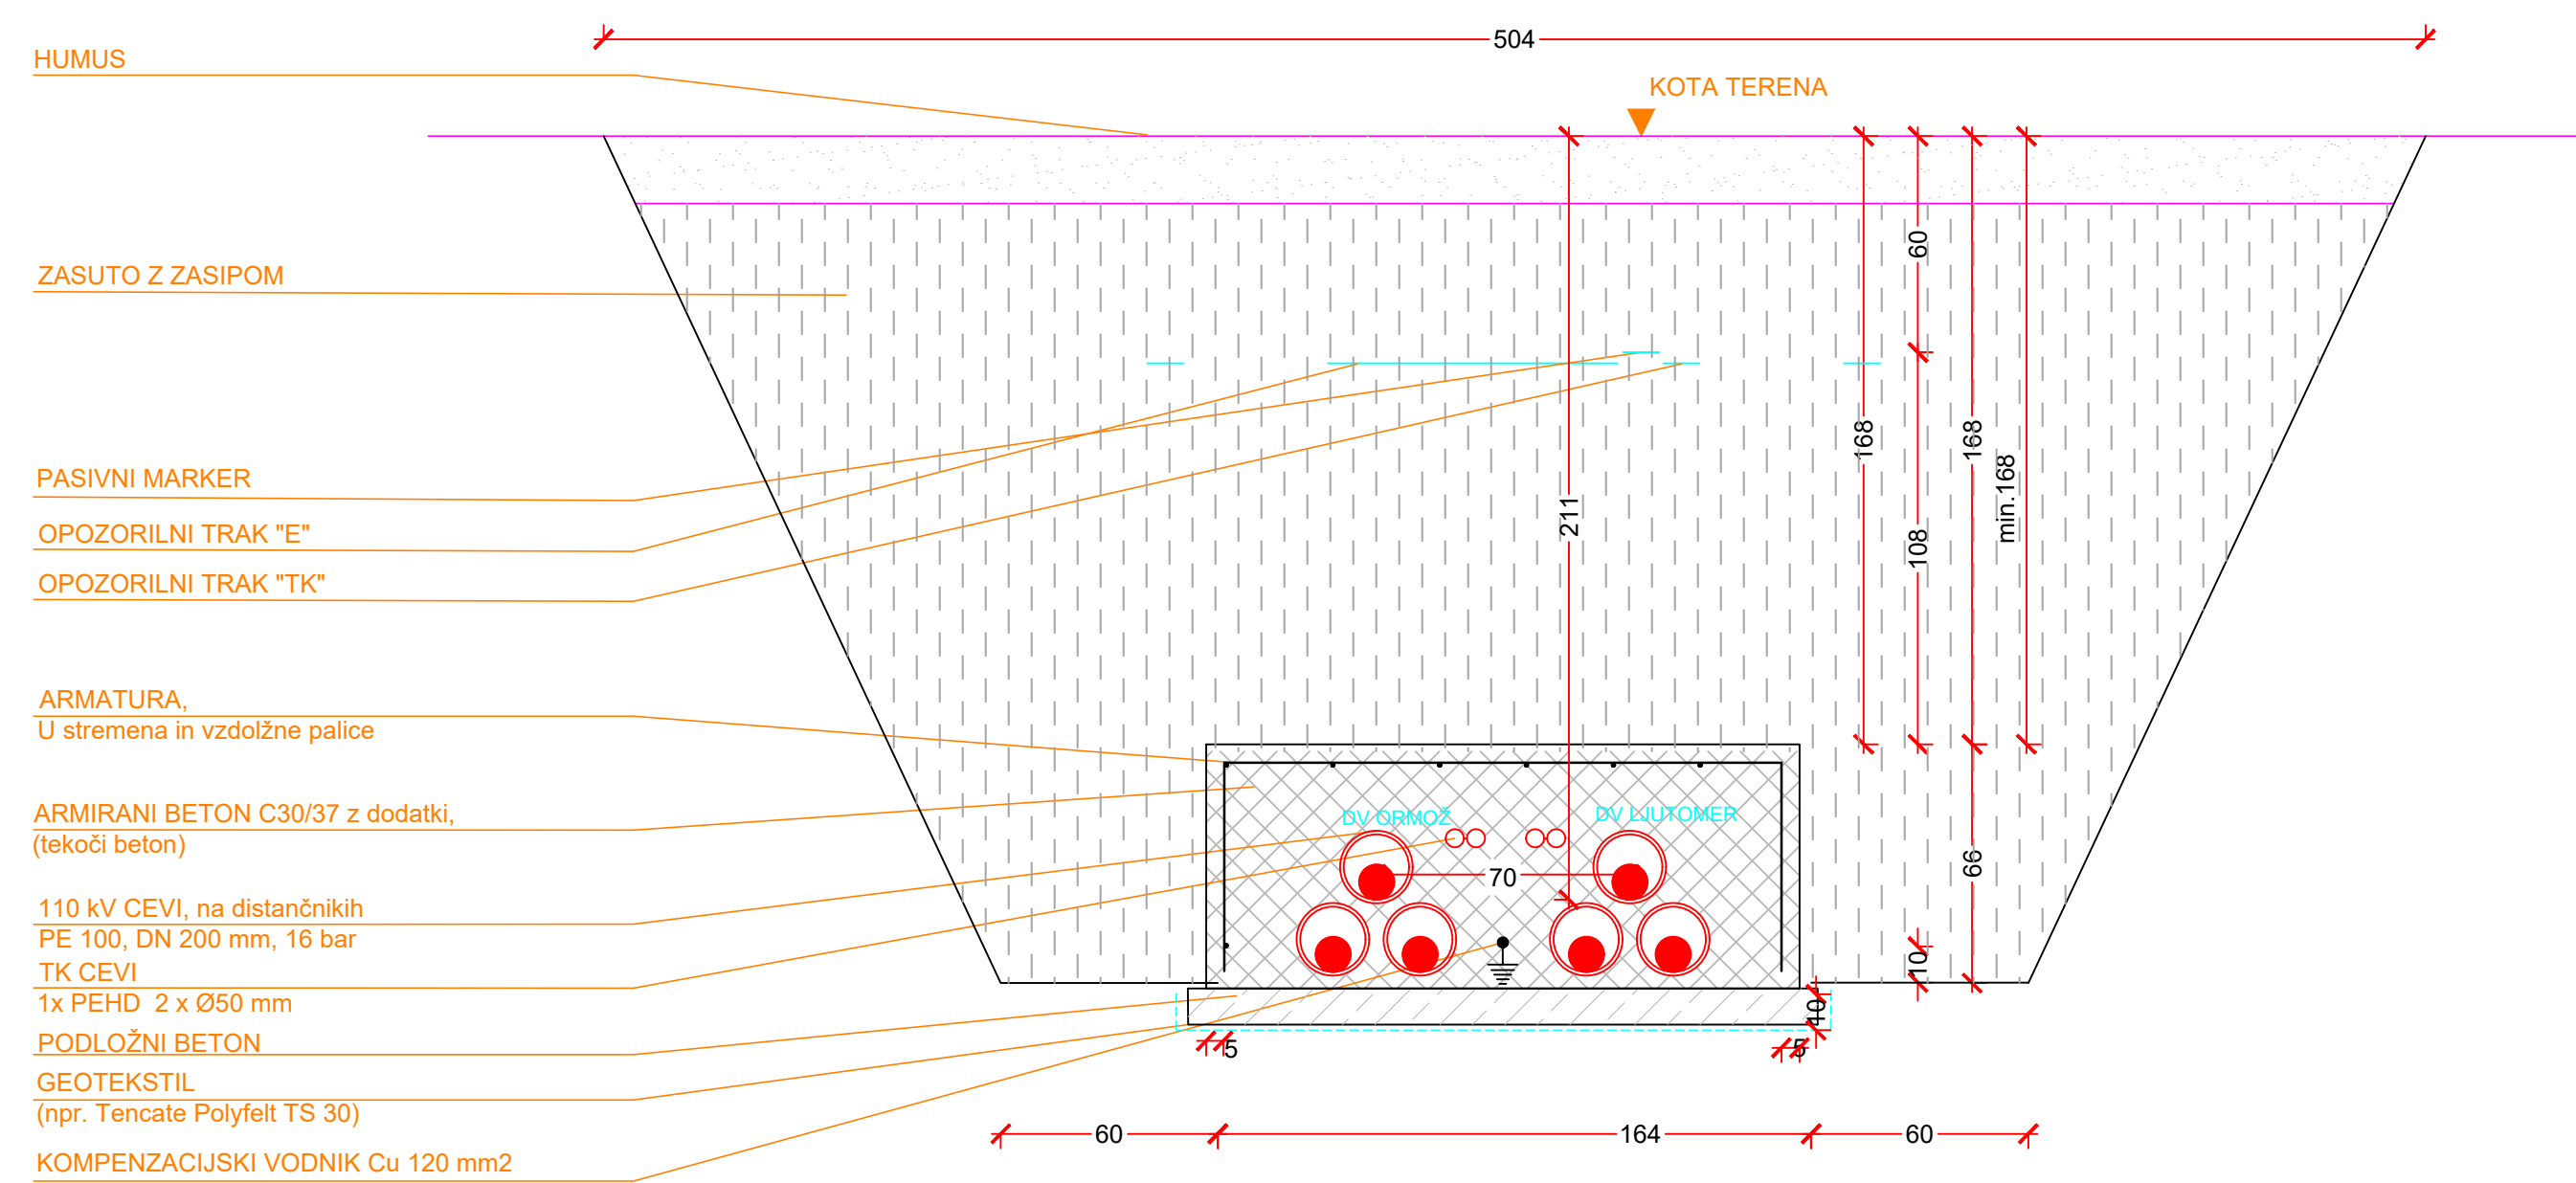 504
HUMUS
KOTA TERENA
60
ZASUTO Z ZASIPOM
168
168
min.168
PASIVNI MARKER
211
OPOZORILNI TRAK "E"
108
OPOZORILNI TRAK "TK"
ARMATURA,
U stremena in vzdolžne palice
ARMIRANI BETON C30/37 z dodatki,
(tekoči beton)
DV ORMOŽ
DV LJUTOMER
70
66
110 kV CEVI, na distančnikih
PE 100, DN 200 mm, 16 bar
TK CEVI
1x PEHD 2 x Ø50 mm
10
10
PODLOŽNI BETON
5
5
GEOTEKSTIL
(npr. Tencate Polyfelt TS 30)
60
164
60
KOMPENZACIJSKI VODNIK Cu 120 mm2